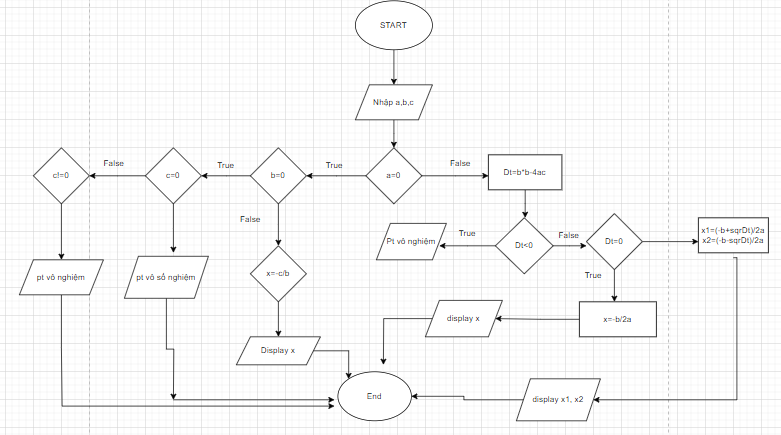 START
Nhập a,b,c
False
True
True
False
c!=0
c=0
b=0
a=0
Dt=b*b-4ac
False
True
False
Pt vô nghiệm
Dt<0
Dt=0
x1=(-b+sqrDt)/2a
x2=(-b-sqrDt)/2a
pt vô nghiệm
pt vô số nghiệm
x=-c/b
True
display x
x=-b/2a
Display x
End
display x1, x2